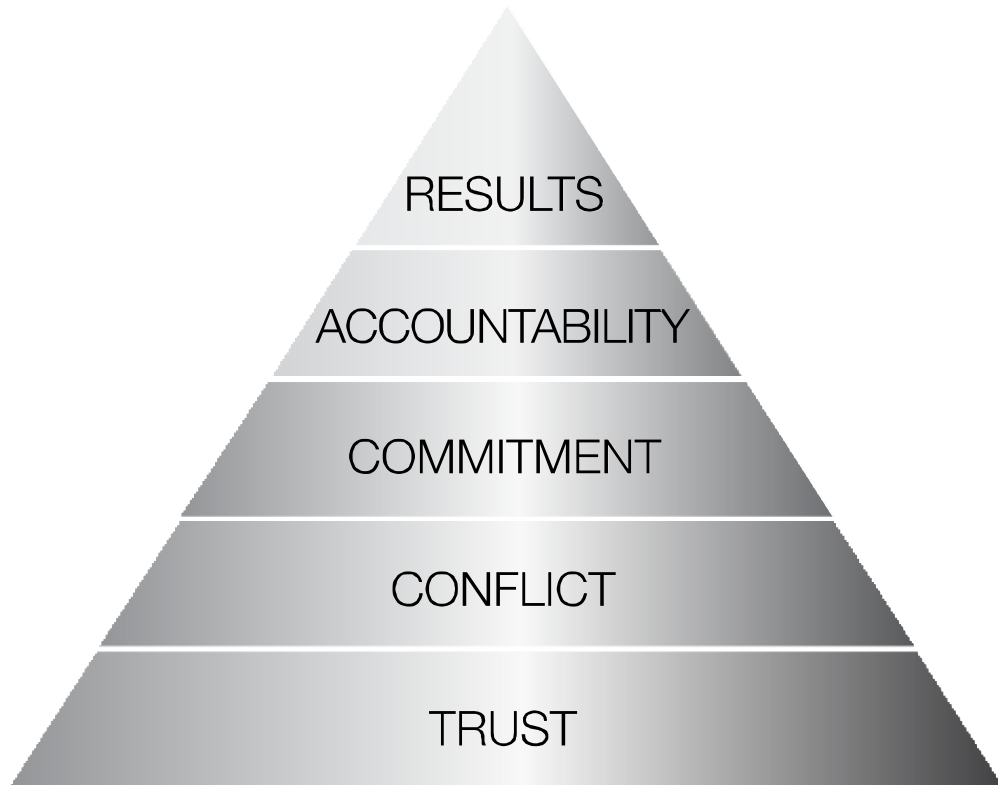 RESULTS
ACCOUNTABILITY
COMMITMENT
CONFLICT
TRUST